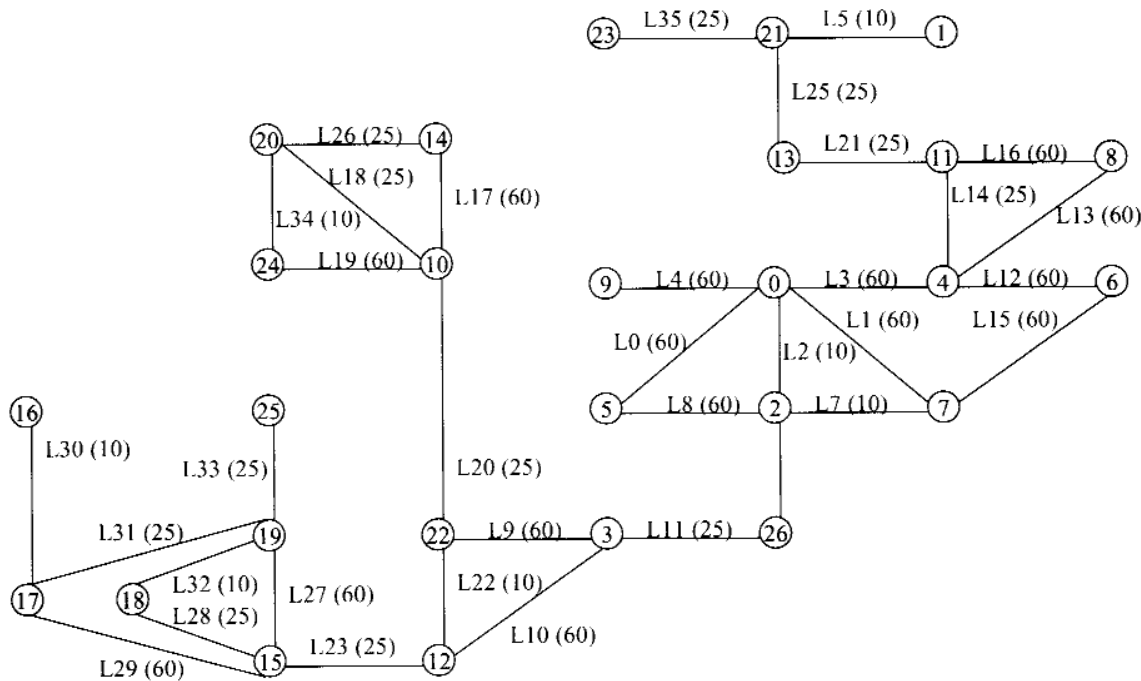 23 L35 (25) 21 L5 (10) 1
L25 (25)
20 L26 (25) 14
13 L21 (25) 11 L16 (60) 8
L18 (25)
L17 (60)
L14 (25)
L13 (60)
L34 (10)
24 L19 (60) 10
9 L4 (60) 0 L3 (60) 4 L12 (60) 6
L0 (60)
L2 (10)
L1 (60)
L15 (60)
16
25
5 L8 (60) 2 L7 (10) 7
L30 (10)
L33 (25)
L20 (25)
L31 (25)
19
22 L9 (60) 3 L11 (25) 26
17
18
L32 (10)
L28 (25)
L27 (60)
L22 (10)
L10 (60)
L29 (60)
15 L23 (25) 12